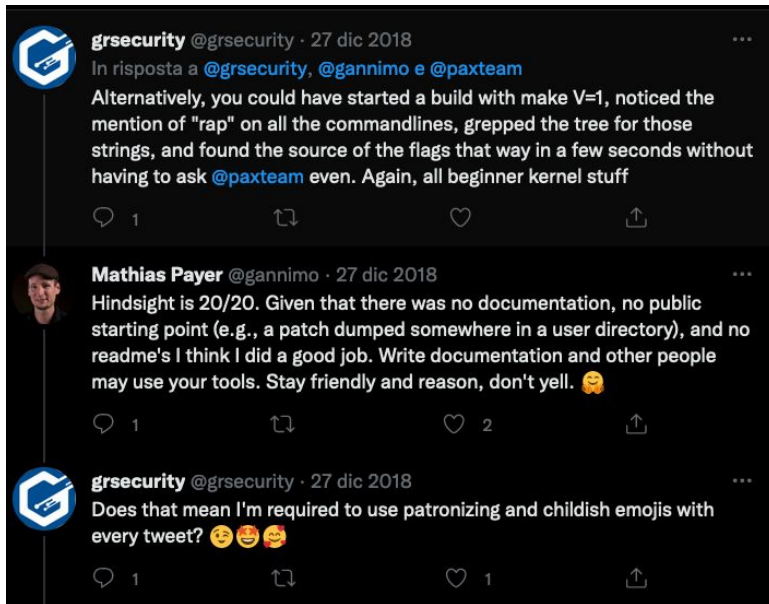 grsecurity @grsecurity · 27 dic 2018
In risposta a @grsecurity, @gannimo e @paxteam
Alternatively, you could have started a build with make V=1, noticed the
mention of "rap" on all the commandlines, grepped the tree for those
strings, and found the source of the flags that way in a few seconds without
having to ask @paxteam even. Again, all beginner kernel stuff
1
Mathias Payer @gannimo · 27 dic 2018
Hindsight is 20/20. Given that there was no documentation, no public
starting point (e.g., a patch dumped somewhere in a user directory), and no
readme's I think I did a good job. Write documentation and other people
may use your tools. Stay friendly and reason, don't yell. 🤗
1 2
grsecurity @grsecurity · 27 dic 2018
Does that mean I'm required to use patronizing and childish emojis with
every tweet? 😉🤩🥰
1 1